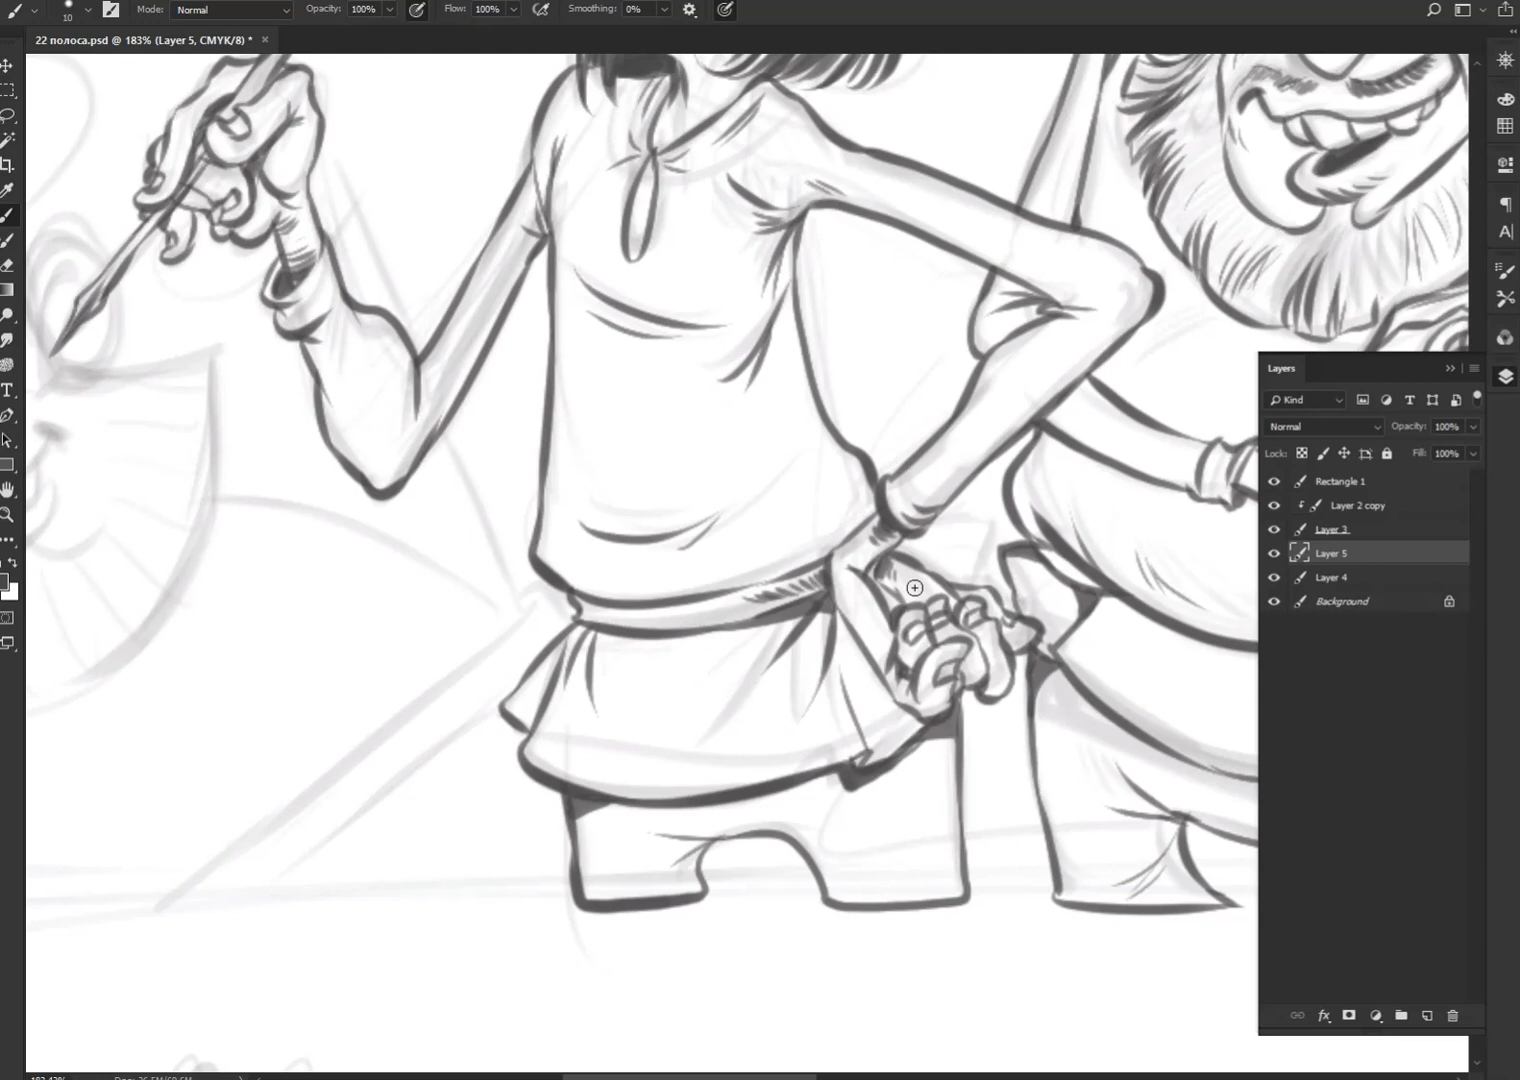 10 Mode: Normal Opacity: 100% Flow: 100% Smoothing: 0%
22 полоса.psd @ 183% (Layer 5, CMYK/8) * ×
Layers
Kind
Normal Opacity: 100%
Lock: Fill: 100%
Rectangle 1
Layer 2 copy
Layer 3
Layer 5
Layer 4
Background